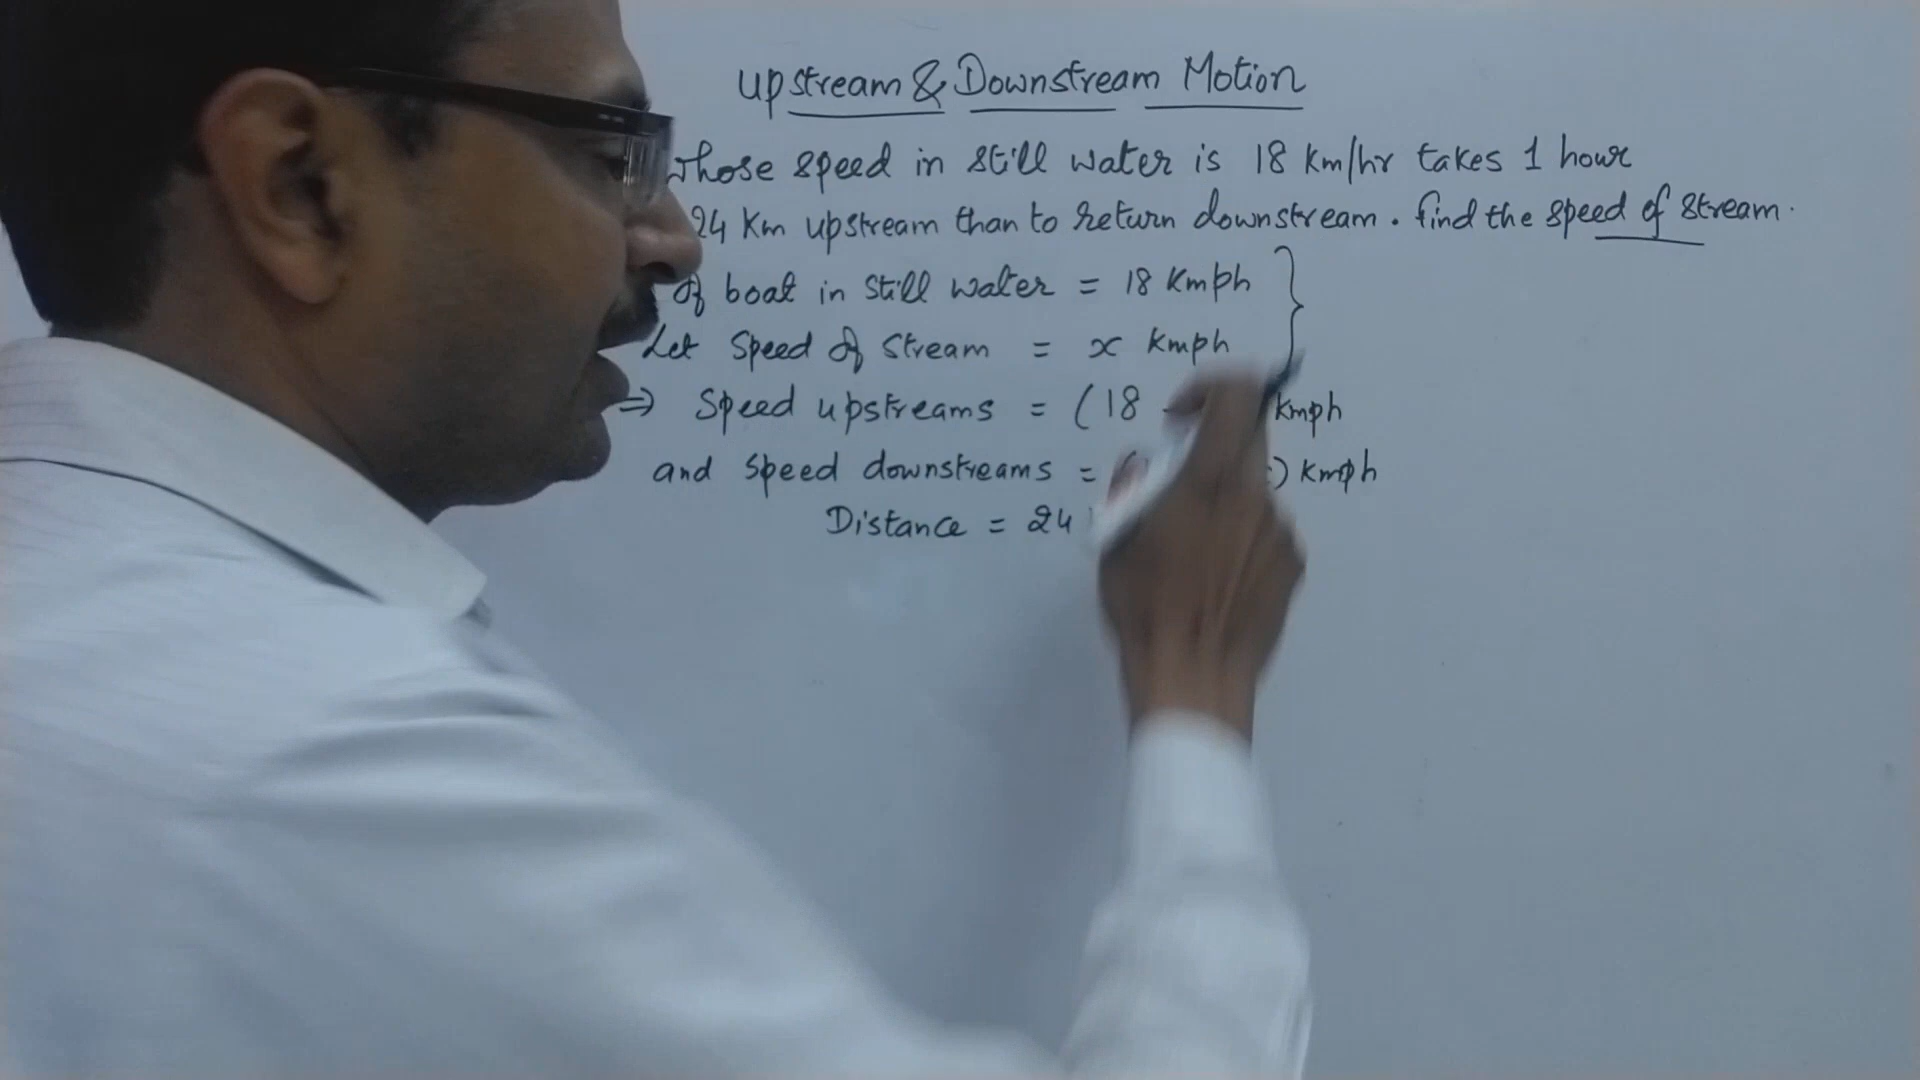 Upstream & Downstream Motion
whose speed in still water is 18 Km/hr takes 1 hour
24 Km upstream than to return downstream. find the speed of stream.
of boat in still water = 18 Kmph
Let speed of stream = x Kmph
⇒ Speed upstreams = (18 - Kmph
and speed downstreams = ) Kmph
Distance = 24